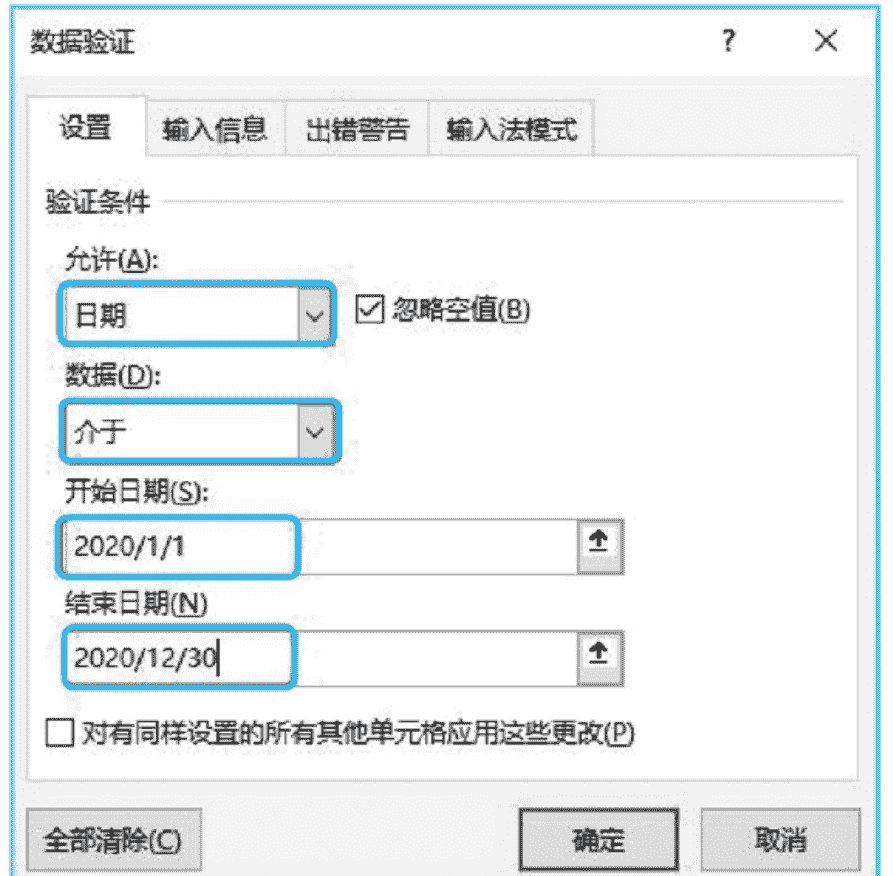 数据验证 ?
设置 输入信息 出错警告 输入法模式
验证条件
允许(A):
日期 忽略空值(B)
数据(D):
介于
开始日期(S):
2020/1/1
结束日期(N)
2020/12/30
对有同样设置的所有其他单元格应用这些更改(P)
全部清除(C) 确定 取消